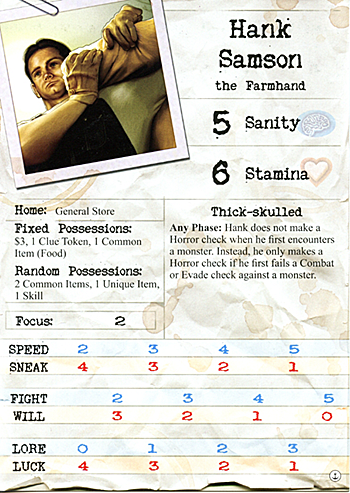 Hank
Samson
the Farmhand
5 Sanity
6 Stamina
Home: General Store
Fixed Possessions:
$3, 1 Clue Token, 1 Common
Item (Food)
Random Possessions:
2 Common Items, 1 Unique Item,
1 Skill
Focus: 2
Thick-skulled
Any Phase: Hank does not make a
Horror check when he first encounters
a monster. Instead, he only makes a
Horror check if he first fails a Combat
or Evade check against a monster.
SPEED 2 3 4 5
SNEAK 4 3 2 1
FIGHT 2 3 4 5
WILL 3 2 1 0
LORE 0 1 2 3
LUCK 4 3 2 1